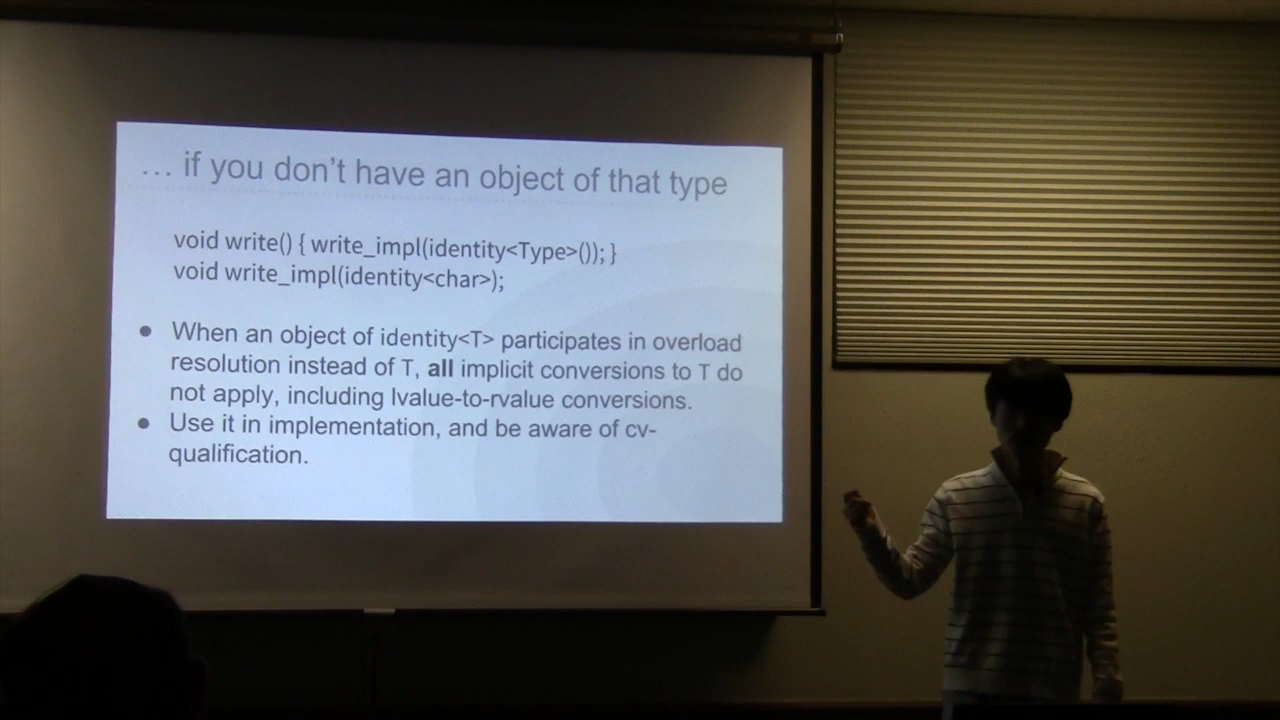 … if you don’t have an object of that type
void write() { write_impl(identity<Type>()); }
void write_impl(identity<char>);
● When an object of identity<T> participates in overload
resolution instead of T, all implicit conversions to T do
not apply, including lvalue-to-rvalue conversions.
● Use it in implementation, and be aware of cv-
qualification.